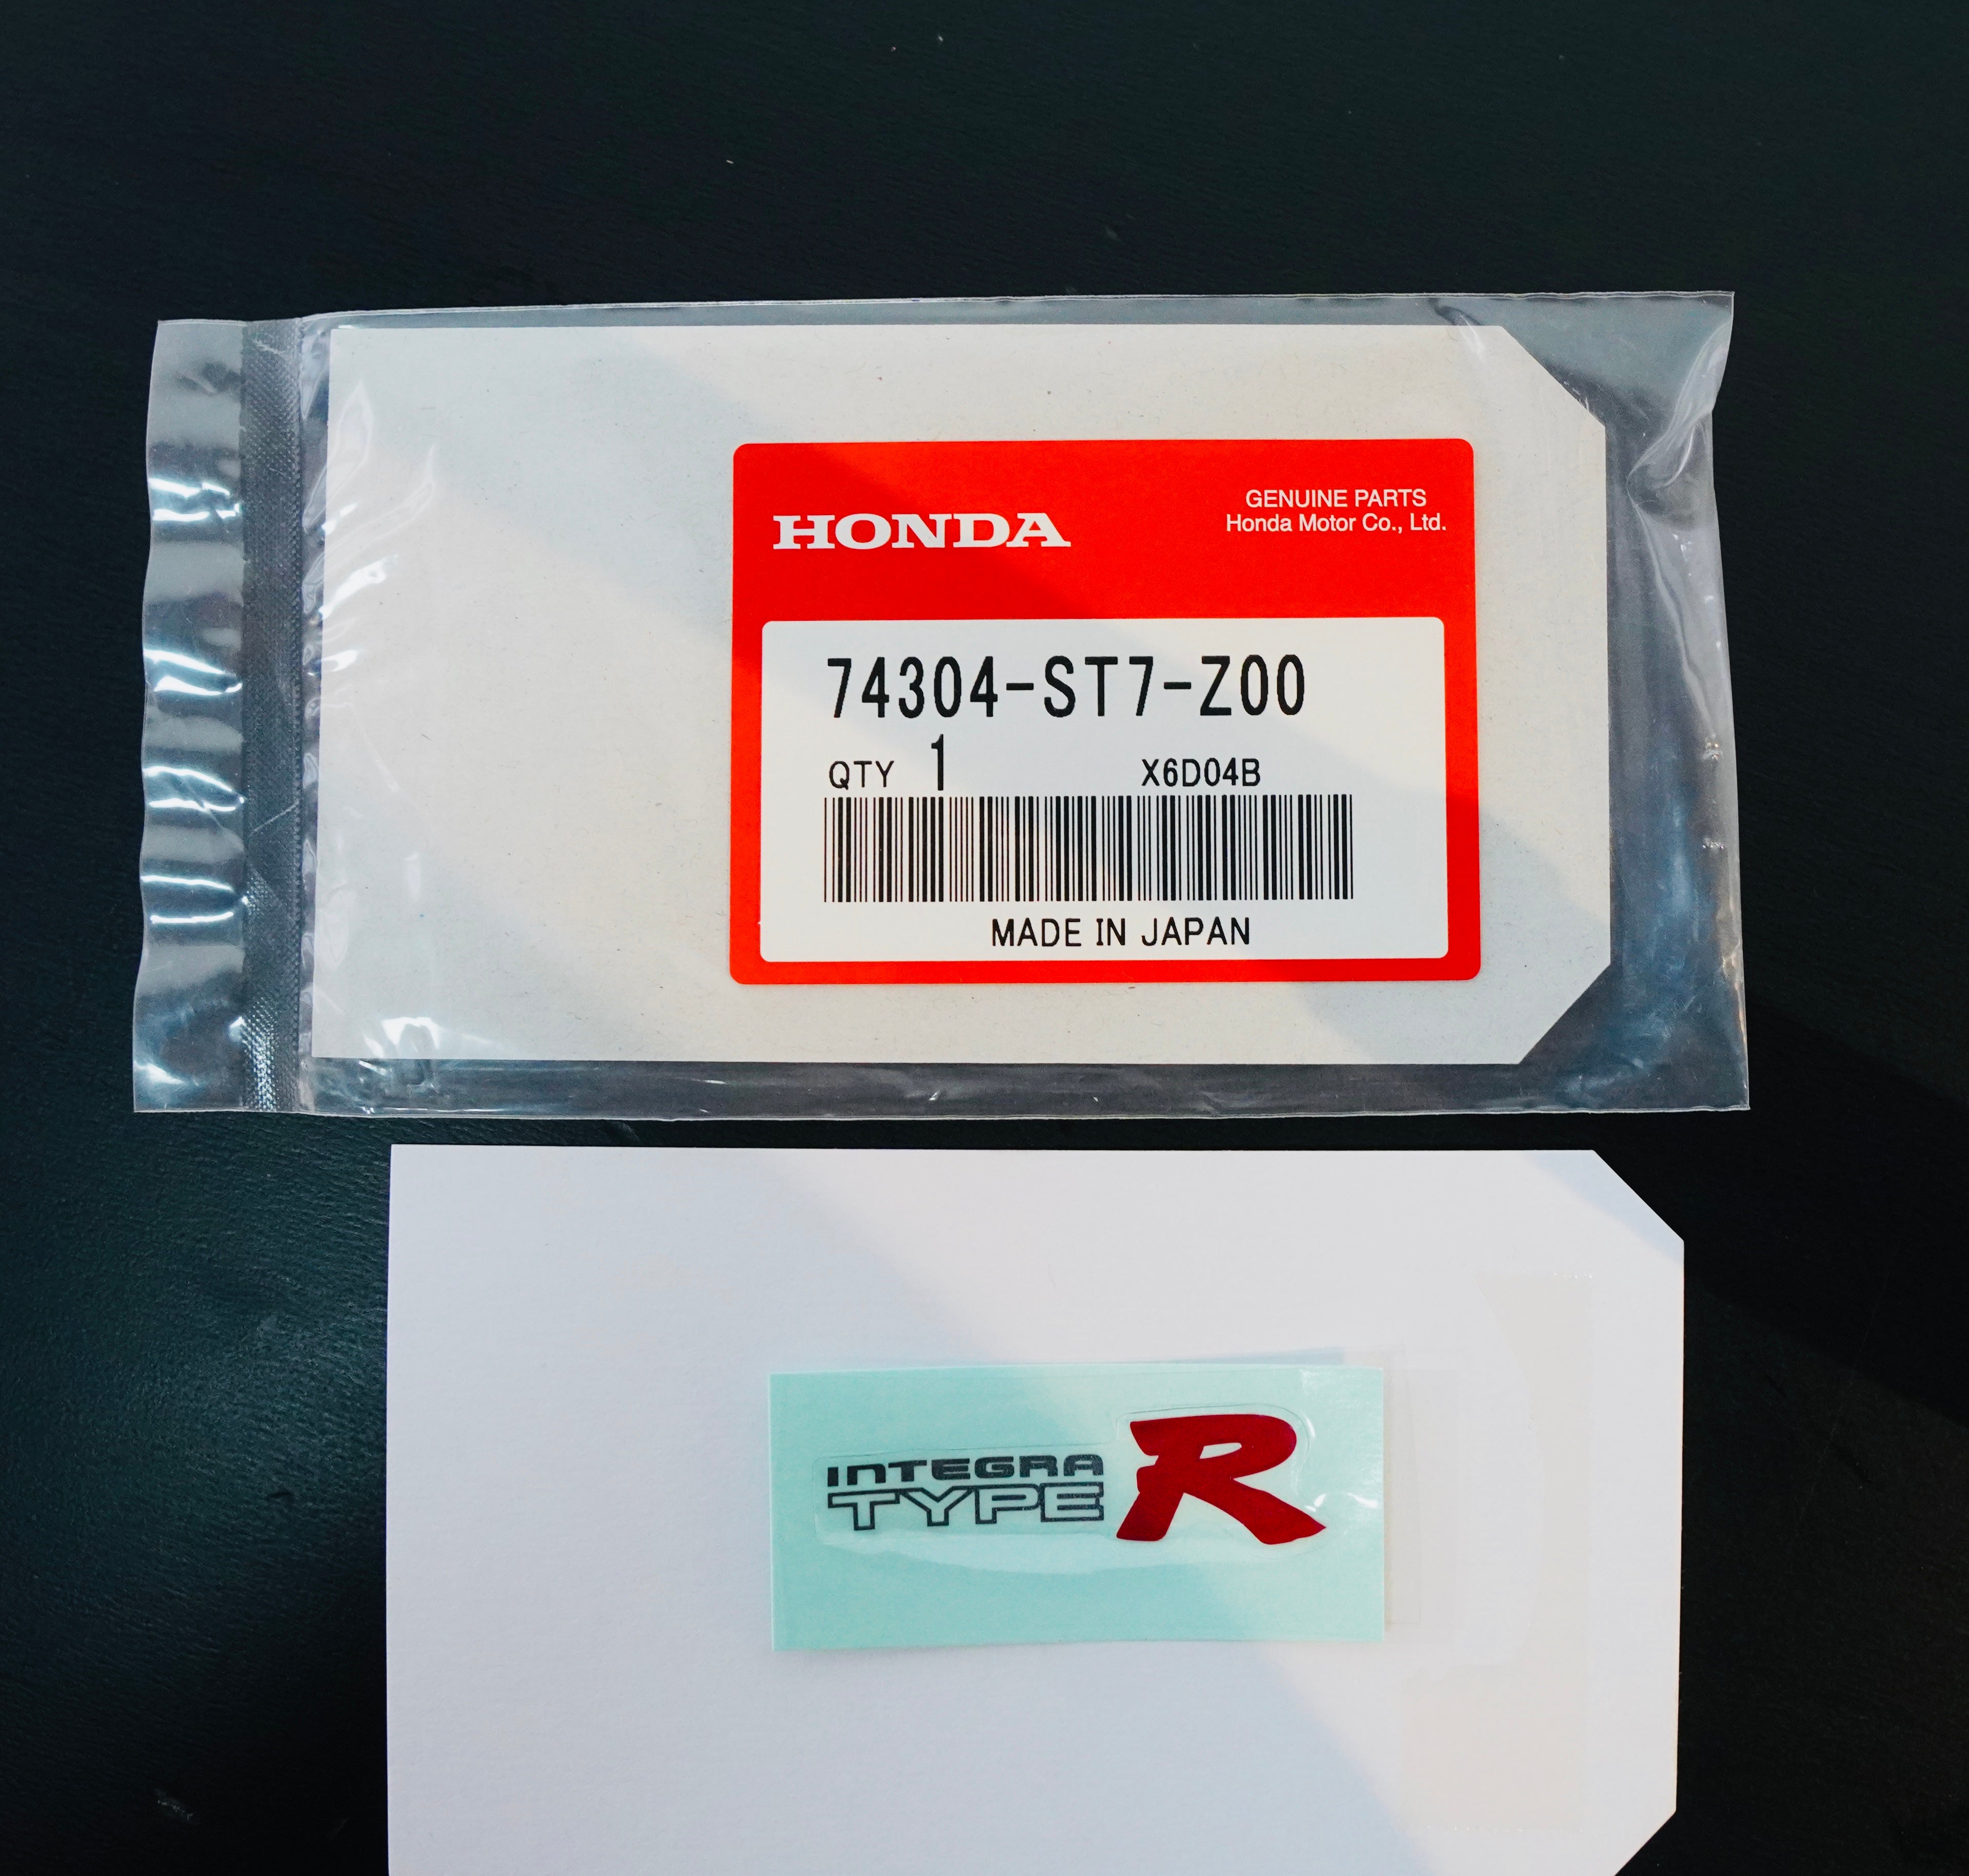 HONDA
GENUINE PARTS
Honda Motor Co., Ltd.
74304-ST7-Z00
QTY 1 X6D04B
MADE IN JAPAN
INTEGRA
TYPE R